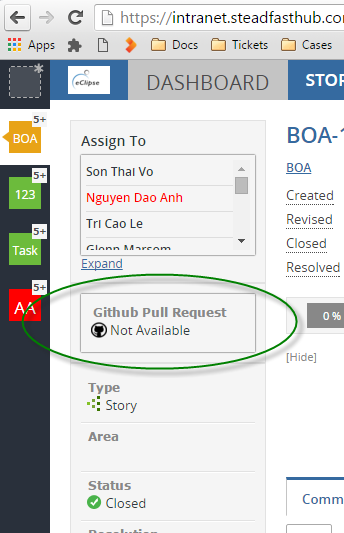 https://intranet.steadfasthub.co
Apps
Docs
Tickets
Cases
eClipse
DASHBOARD
STOR
5+
BOA
5+
123
5+
Task
5+
AA
Assign To
Son Thai Vo
Nguyen Dao Anh
Tri Cao Le
Glenn Marsom
Expand
Github Pull Request
Not Available
Type
Story
Area
Status
Closed
Resolution
BOA-1
BOA
Created
Revised
Closed
Resolved
0 %
[Hide]
Comm